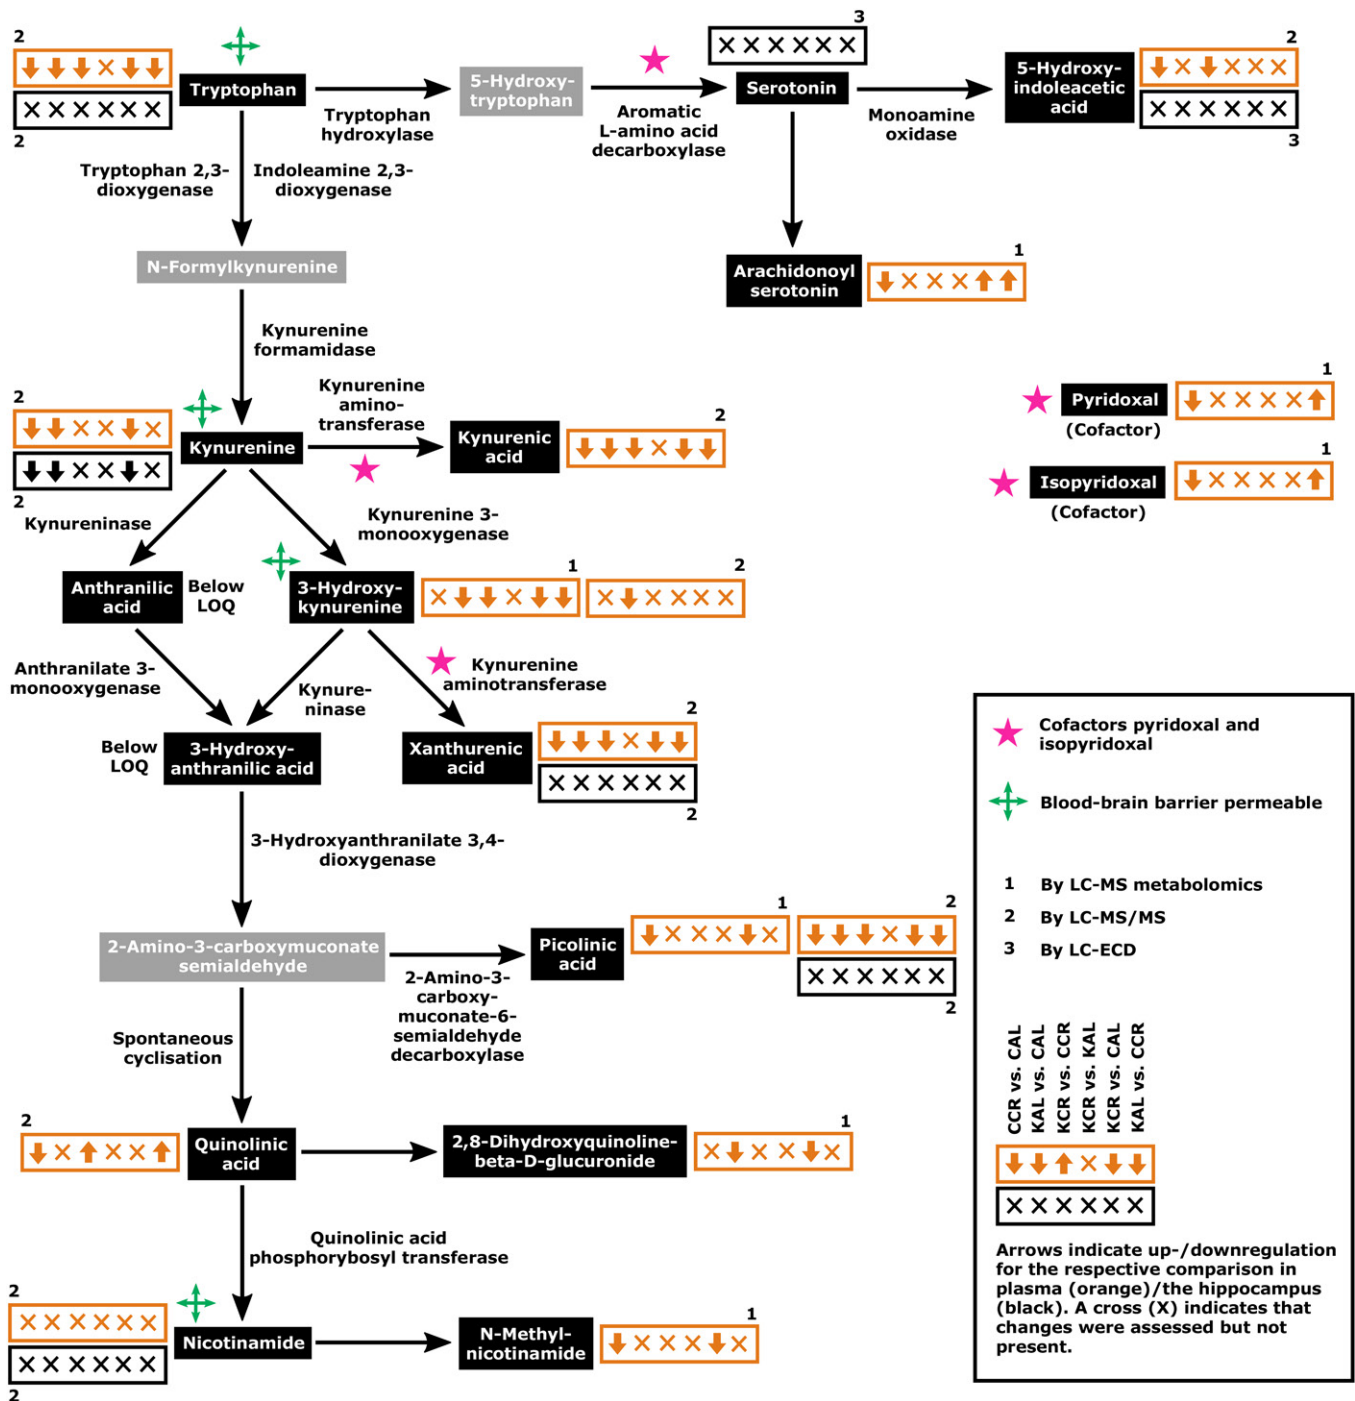 2
Tryptophan
2
Tryptophan
hydroxylase
5-Hydroxy-
tryptophan
Aromatic
L-amino acid
decarboxylase
3
Serotonin
Monoamine
oxidase
5-Hydroxy-
indoleacetic
acid
2
3
Tryptophan 2,3-
dioxygenase
Indoleamine 2,3-
dioxygenase
N-Formylkynurenine
1
Arachidonoyl
serotonin
Kynurenine
formamidase
2
Kynurenine
2
Kynurenine
amino-
transferase
Kynurenic
acid
2
1
Pyridoxal
(Cofactor)
1
Isopyridoxal
(Cofactor)
Kynureninase
Kynurenine 3-
monooxygenase
Anthranilic
acid
Below
LOQ
3-Hydroxy-
kynurenine
1
2
Anthranilate 3-
monooxygenase
Kynure-
ninase
Kynurenine
aminotransferase
Below
LOQ
3-Hydroxy-
anthranilic acid
Xanthurenic
acid
2
2
3-Hydroxyanthranilate 3,4-
dioxygenase
2-Amino-3-carboxymuconate
semialdehyde
2-Amino-3-
carboxy-
muconate-6-
semialdehyde
decarboxylase
Picolinic
acid
1
2
2
Spontaneous
cyclisation
2
Quinolinic
acid
2,8-Dihydroxyquinoline-
beta-D-glucuronide
1
Quinolinic acid
phosphorybosyl transferase
2
Nicotinamide
2
N-Methyl-
nicotinamide
1
Cofactors pyridoxal and
isopyridoxal
Blood-brain barrier permeable
1 By LC-MS metabolomics
2 By LC-MS/MS
3 By LC-ECD
CCR vs. CAL
KAL vs. CAL
KCR vs. CCR
KCR vs. KAL
KCR vs. CAL
KAL vs. CCR
Arrows indicate up-/downregulation
for the respective comparison in
plasma (orange)/the hippocampus
(black). A cross (X) indicates that
changes were assessed but not
present.